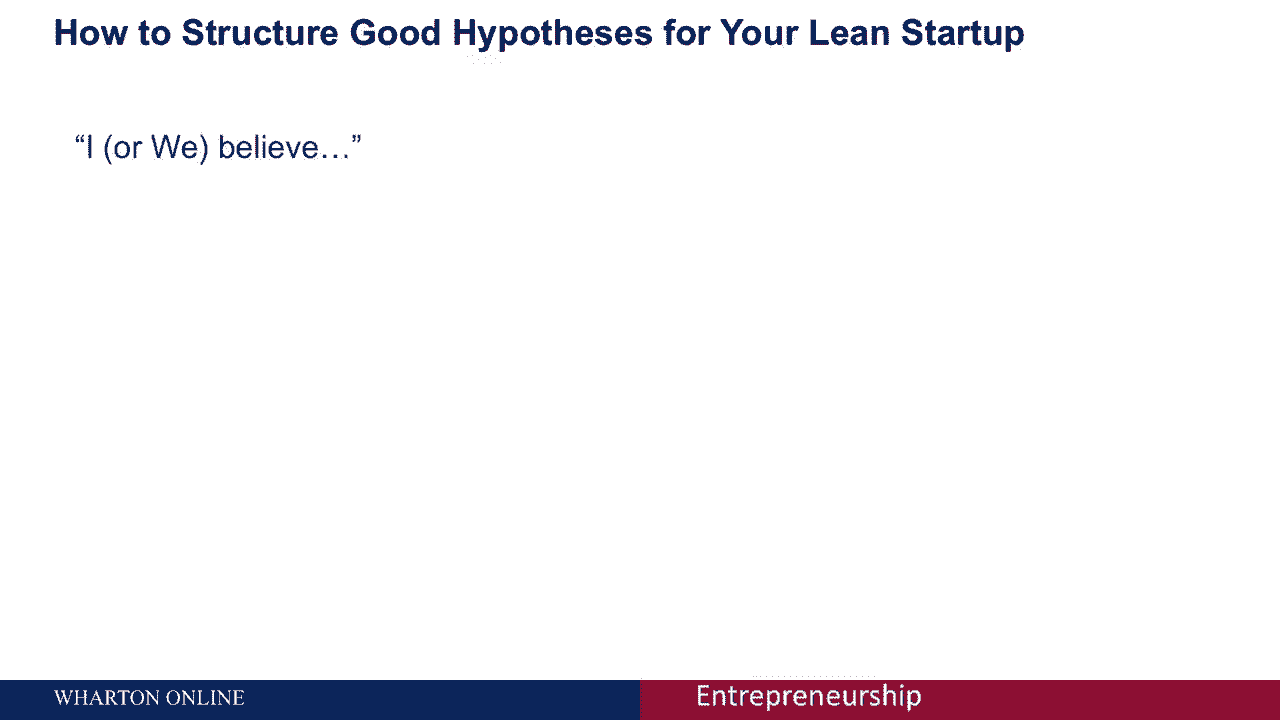 How to Structure Good Hypotheses for Your Lean Startup
“I (or We) believe…”
WHARTON ONLINE
Entrepreneurship